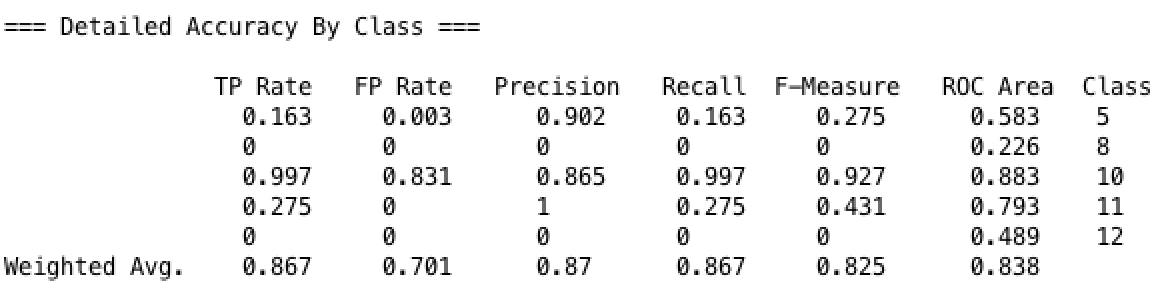 === Detailed Accuracy By Class ===
TP Rate FP Rate Precision Recall F-Measure ROC Area Class
0.163 0.003 0.902 0.163 0.275 0.583 5
0 0 0 0 0 0.226 8
0.997 0.831 0.865 0.997 0.927 0.883 10
0.275 0 1 0.275 0.431 0.793 11
0 0 0 0 0 0.489 12
Weighted Avg. 0.867 0.701 0.87 0.867 0.825 0.838